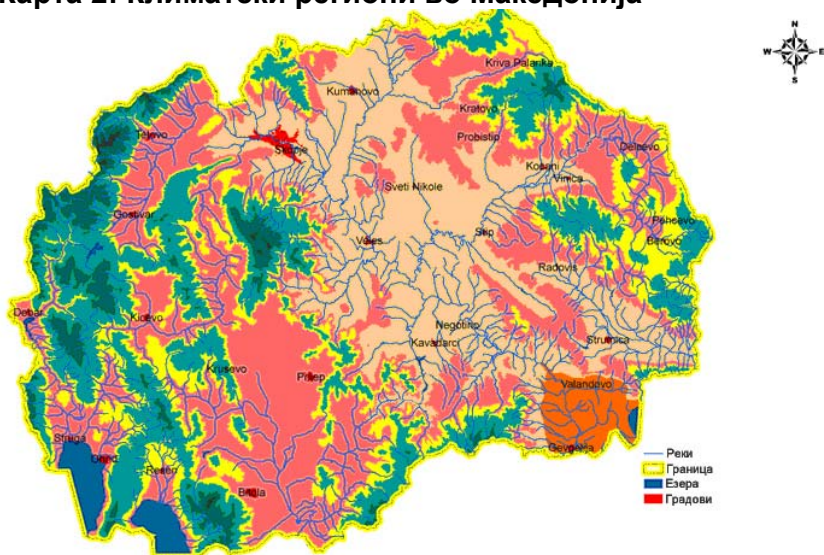 Карта 2. Климатски региони во Македонија
N
W E
S
Kriva Palanka
Kumanovo
Kratovo
Probistip
Tetovo
Skopje
Delcevo
Kocani
Vinica
Sveti Nikole
Gostivar
Pehcevo
Berovo
Stip
Veles
Radovis
Debar
Kicevo
Negotino
Kavadarci
Strumica
Krusevo
Prilep
Valandovo
Struga
Ohrid
Resen
Gevgelija
Bitola
Реки
Граница
Езера
Градови